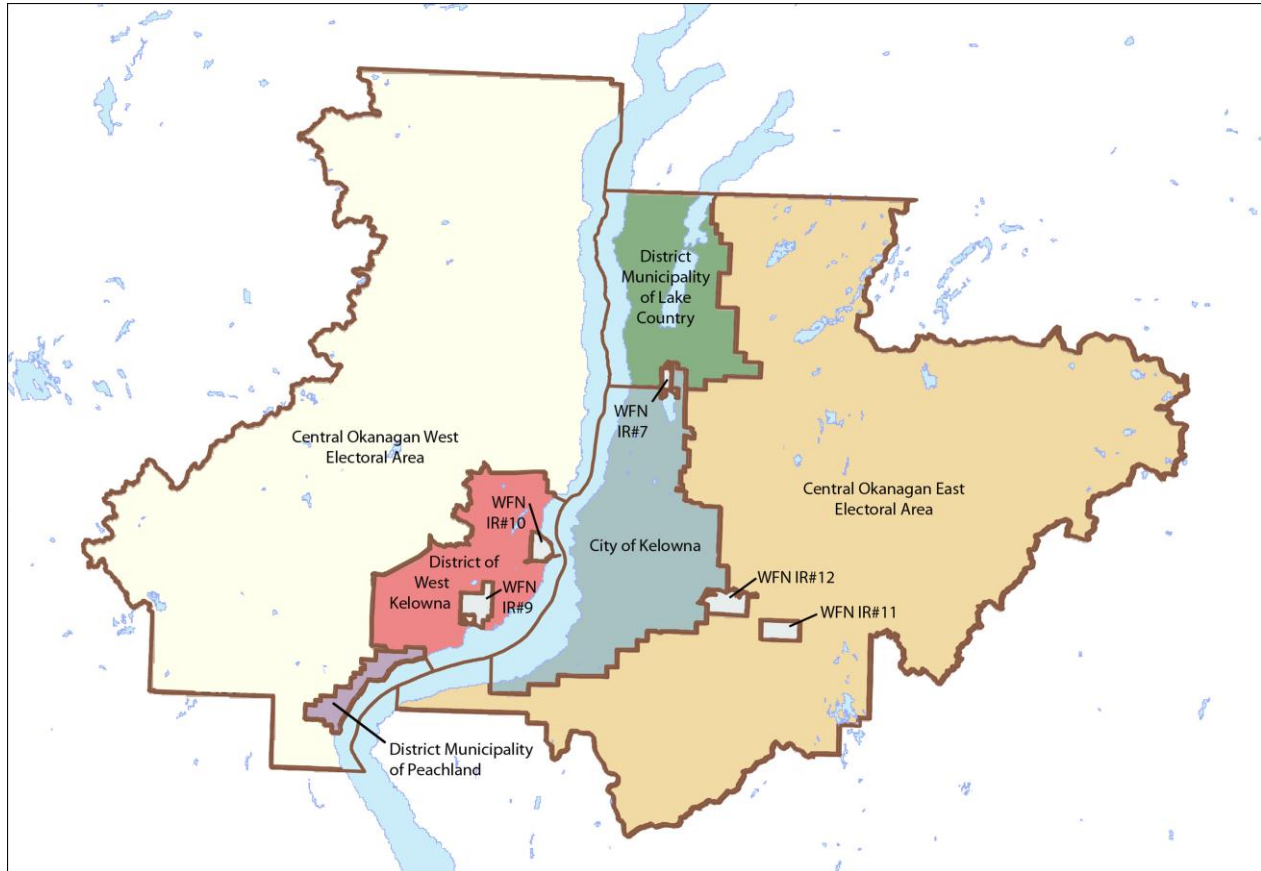 District
Municipality
of Lake
Country
WFN
IR#7
Central Okanagan West
Electoral Area
WFN
IR#10
Central Okanagan East
Electoral Area
City of Kelowna
District of
West
Kelowna
WFN
IR#9
WFN IR#12
WFN IR#11
District Municipality
of Peachland